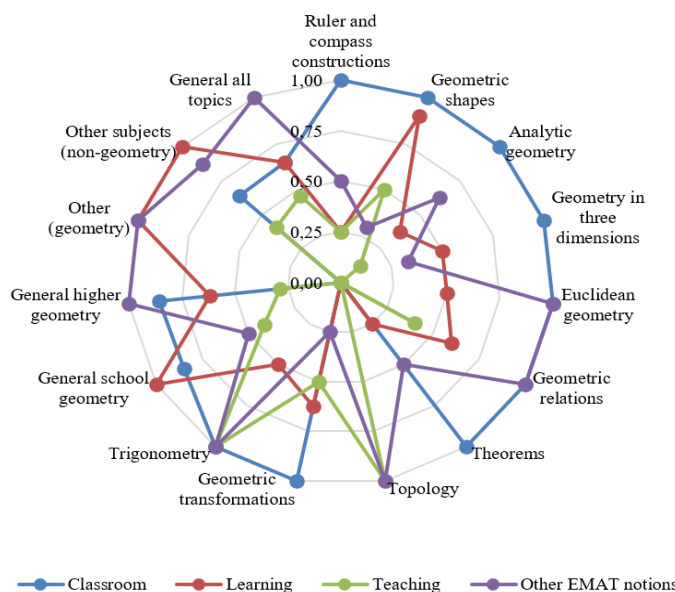 Ruler and
compass
constructions
General all
topics
1,00
Geometric
shapes
Other subjects
(non-geometry)
0,75
Analytic
geometry
Other
(geometry)
0,50
Geometry in
three
dimensions
0,25
General higher
geometry
0,00
Euclidean
geometry
General school
geometry
Geometric
relations
Trigonometry
Theorems
Geometric
transformations
Topology
Classroom Learning Teaching Other EMAT notions